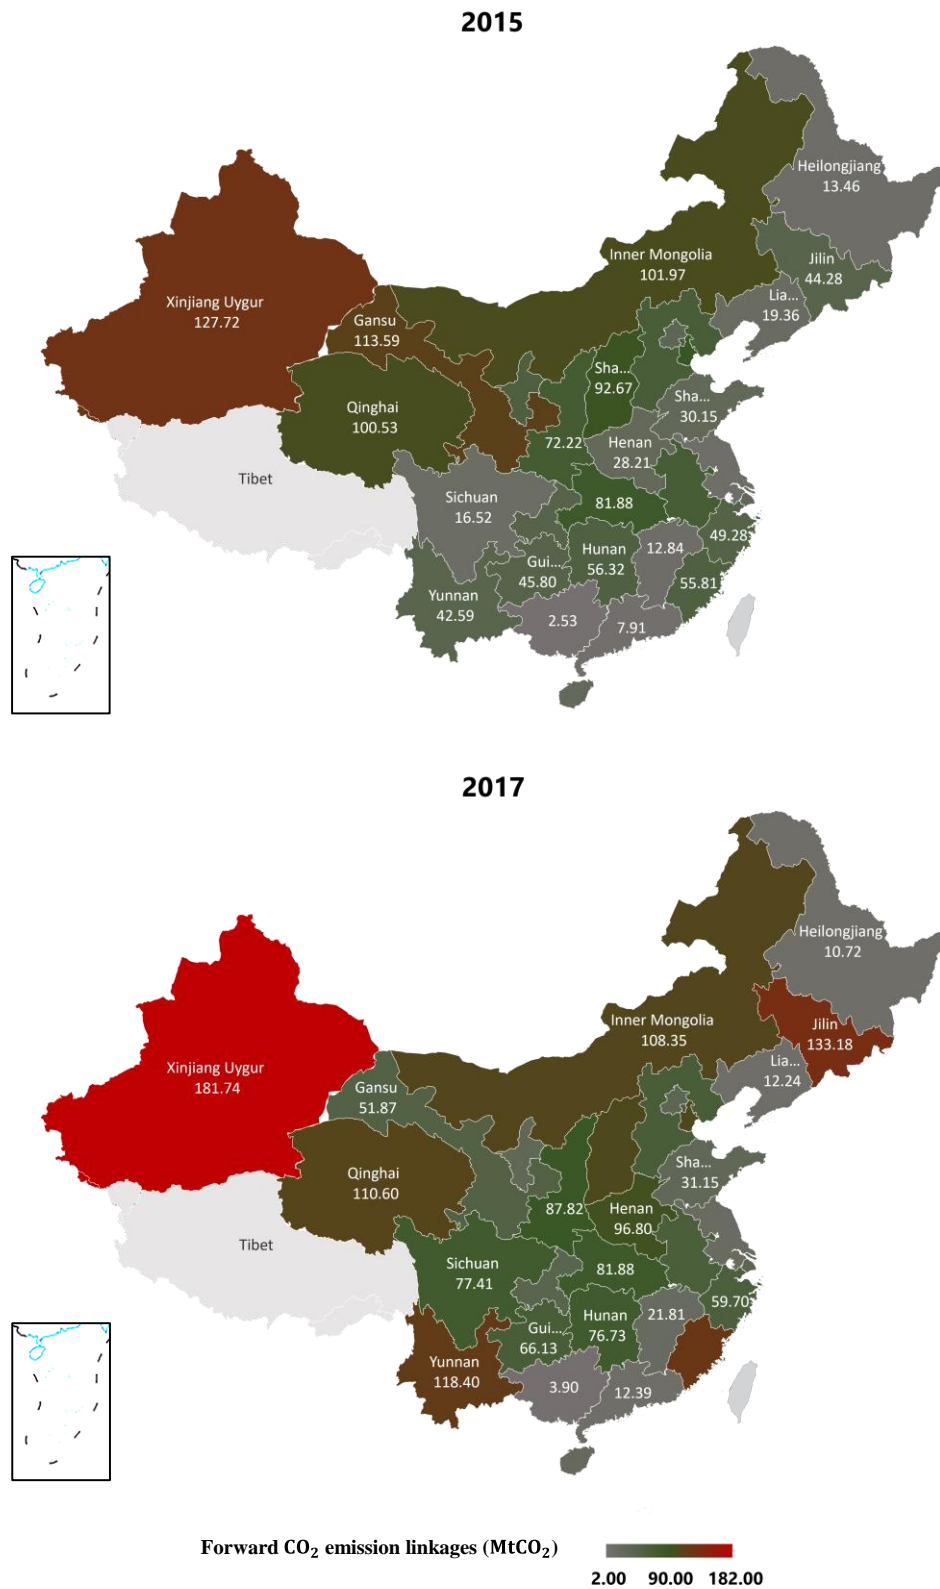 2015
Heilongjiang
13.46
Inner Mongolia
101.97
Jilin
44.28
Xinjiang Uygur
127.72
Lia...
19.36
Gansu
113.59
Sha...
92.67
Sha...
30.15
Qinghai
100.53
72.22
Henan
28.21
Tibet
Sichuan
16.52
81.88
49.28
Hunan
56.32
12.84
Gui...
45.80
55.81
Yunnan
42.59
2.53
7.91
2017
Heilongjiang
10.72
Inner Mongolia
108.35
Jilin
133.18
Xinjiang Uygur
181.74
Lia...
12.24
Gansu
51.87
Sha...
31.15
Qinghai
110.60
87.82
Henan
96.80
Tibet
Sichuan
77.41
81.88
59.70
Hunan
76.73
21.81
Gui...
66.13
Yunnan
118.40
3.90
12.39
Forward CO₂ emission linkages (MtCO₂)
2.00 90.00 182.00